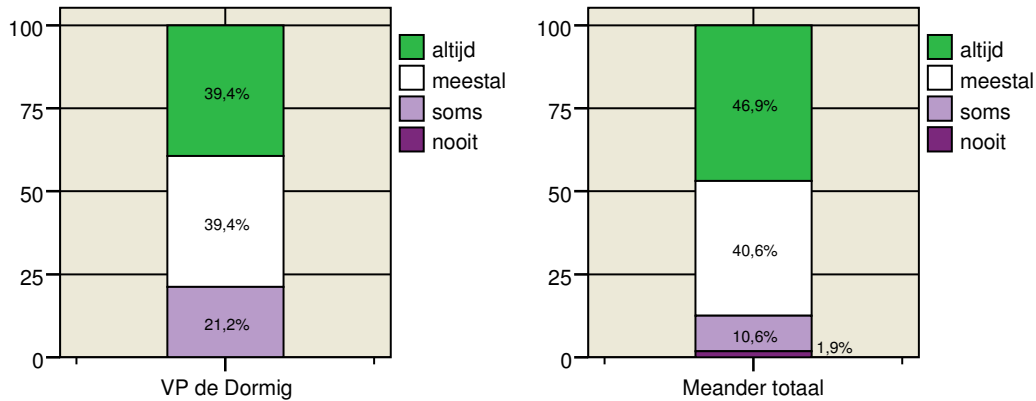 100
75
50
25
0
39,4%
39,4%
21,2%
VP de Dormig
altijd
meestal
soms
nooit
100
75
50
25
0
46,9%
40,6%
10,6%
1,9%
Meander totaal
altijd
meestal
soms
nooit